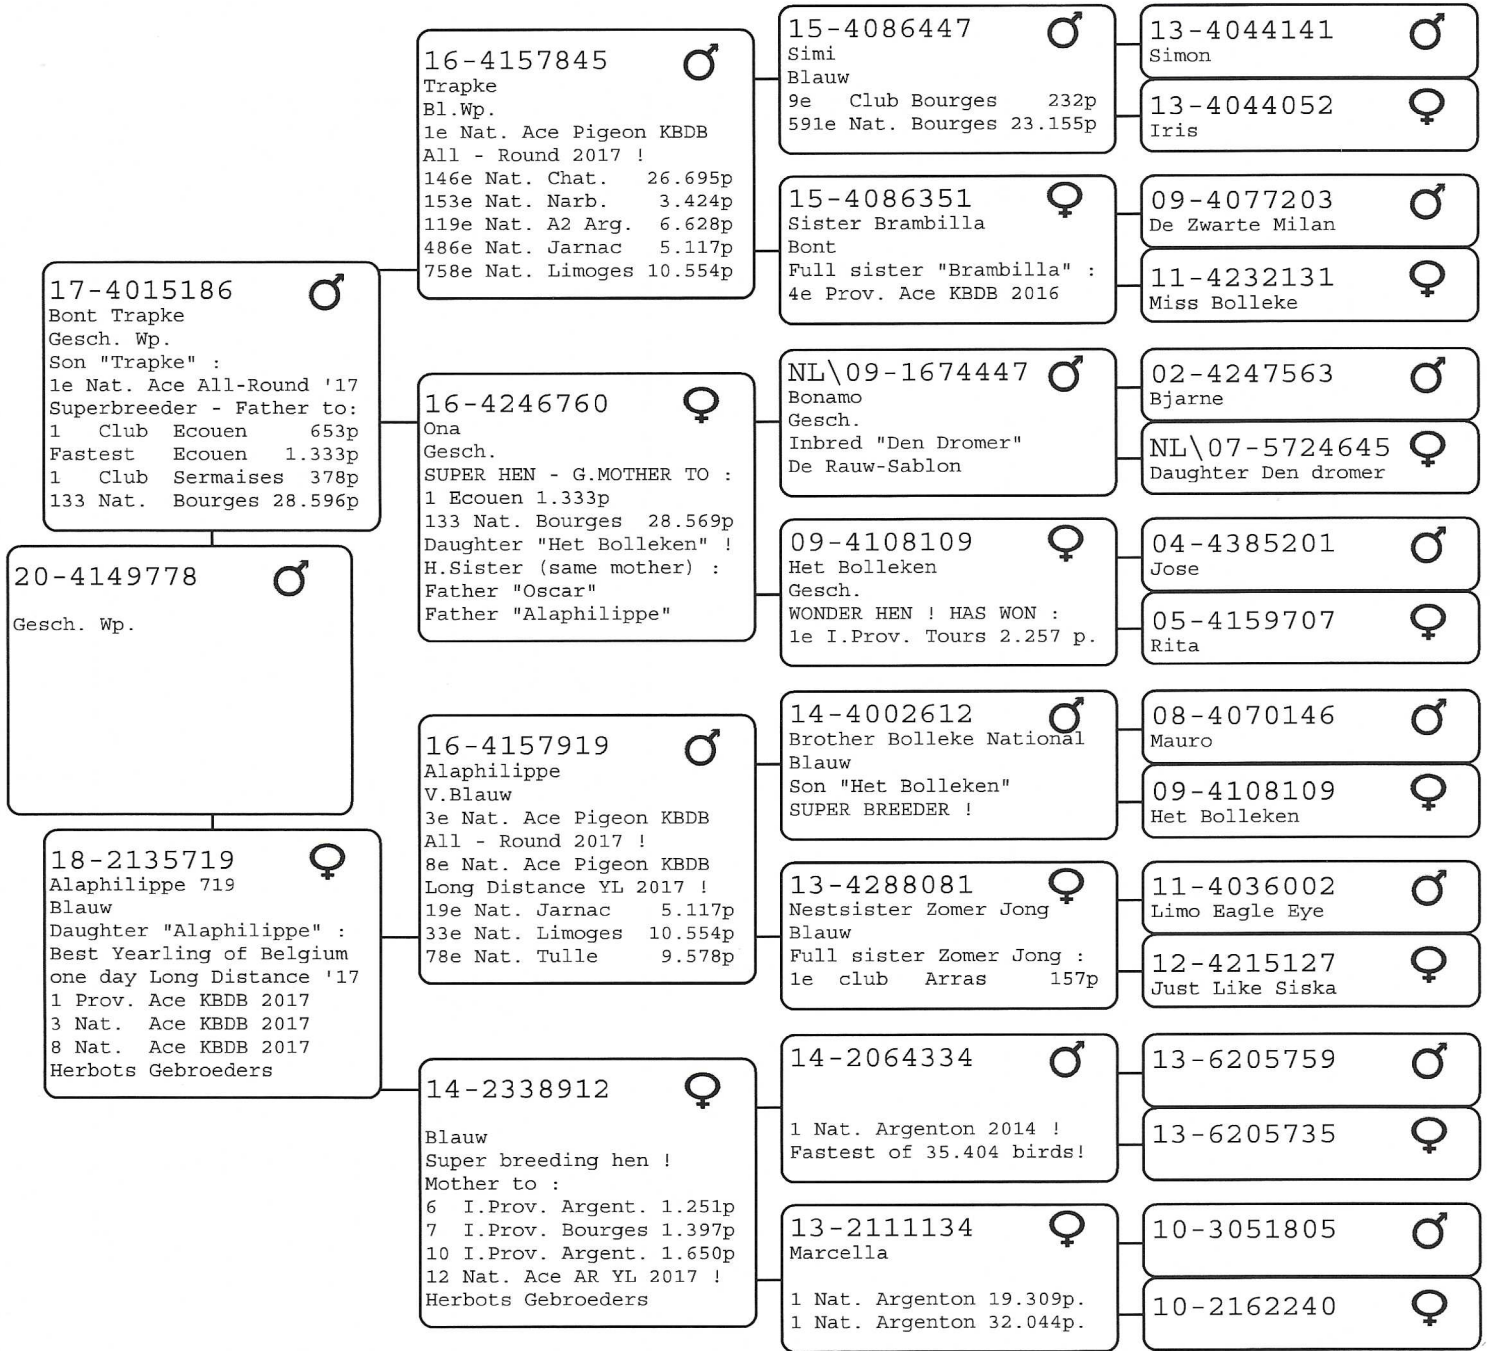 20-4149778
Gesch. Wp.
17-4015186
Bont Trapke
Gesch. Wp.
Son "Trapke" :
1e Nat. Ace All-Round '17
Superbreeder - Father to:
1 Club Ecouen 653p
Fastest Ecouen 1.333p
1 Club Sermaises 378p
133 Nat. Bourges 28.596p
18-2135719
Alaphilippe 719
Blauw
Daughter "Alaphilippe" :
Best Yearling of Belgium
one day Long Distance '17
1 Prov. Ace KBDB 2017
3 Nat. Ace KBDB 2017
8 Nat. Ace KBDB 2017
Herbots Gebroeders
16-4157845
Trapke
Bl.Wp.
1e Nat. Ace Pigeon KBDB
All - Round 2017 !
146e Nat. Chat. 26.695p
153e Nat. Narb. 3.424p
119e Nat. A2 Arg. 6.628p
486e Nat. Jarnac 5.117p
758e Nat. Limoges 10.554p
16-4246760
Ona
Gesch.
SUPER HEN - G.MOTHER TO :
1 Ecouen 1.333p
133 Nat. Bourges 28.569p
Daughter "Het Bolleken" !
H.Sister (same mother) :
Father "Oscar"
Father "Alaphilippe"
16-4157919
Alaphilippe
V.Blauw
3e Nat. Ace Pigeon KBDB
All - Round 2017 !
8e Nat. Ace Pigeon KBDB
Long Distance YL 2017 !
19e Nat. Jarnac 5.117p
33e Nat. Limoges 10.554p
78e Nat. Tulle 9.578p
14-2338912
Blauw
Super breeding hen !
Mother to :
6 I.Prov. Argent. 1.251p
7 I.Prov. Bourges 1.397p
10 I.Prov. Argent. 1.650p
12 Nat. Ace AR YL 2017 !
Herbots Gebroeders
15-4086447
Simi
Blauw
9e Club Bourges 232p
591e Nat. Bourges 23.155p
15-4086351
Sister Brambilla
Bont
Full sister "Brambilla" :
4e Prov. Ace KBDB 2016
NL\09-1674447
Bonamo
Gesch.
Inbred "Den Dromer"
De Rauw-Sablon
09-4108109
Het Bolleken
Gesch.
WONDER HEN ! HAS WON :
1e I.Prov. Tours 2.257 p.
14-4002612
Brother Bolleke National
Blauw
Son "Het Bolleken"
SUPER BREEDER !
13-4288081
Nestsister Zomer Jong
Blauw
Full sister Zomer Jong :
1e club Arras 157p
14-2064334
1 Nat. Argenton 2014 !
Fastest of 35.404 birds!
13-2111134
Marcella
1 Nat. Argenton 19.309p.
1 Nat. Argenton 32.044p.
13-4044141
Simon
13-4044052
Iris
09-4077203
De Zwarte Milan
11-4232131
Miss Bolleke
02-4247563
Bjarne
NL\07-5724645
Daughter Den dromer
04-4385201
Jose
05-4159707
Rita
08-4070146
Mauro
09-4108109
Het Bolleken
11-4036002
Limo Eagle Eye
12-4215127
Just Like Siska
13-6205759
13-6205735
10-3051805
10-2162240